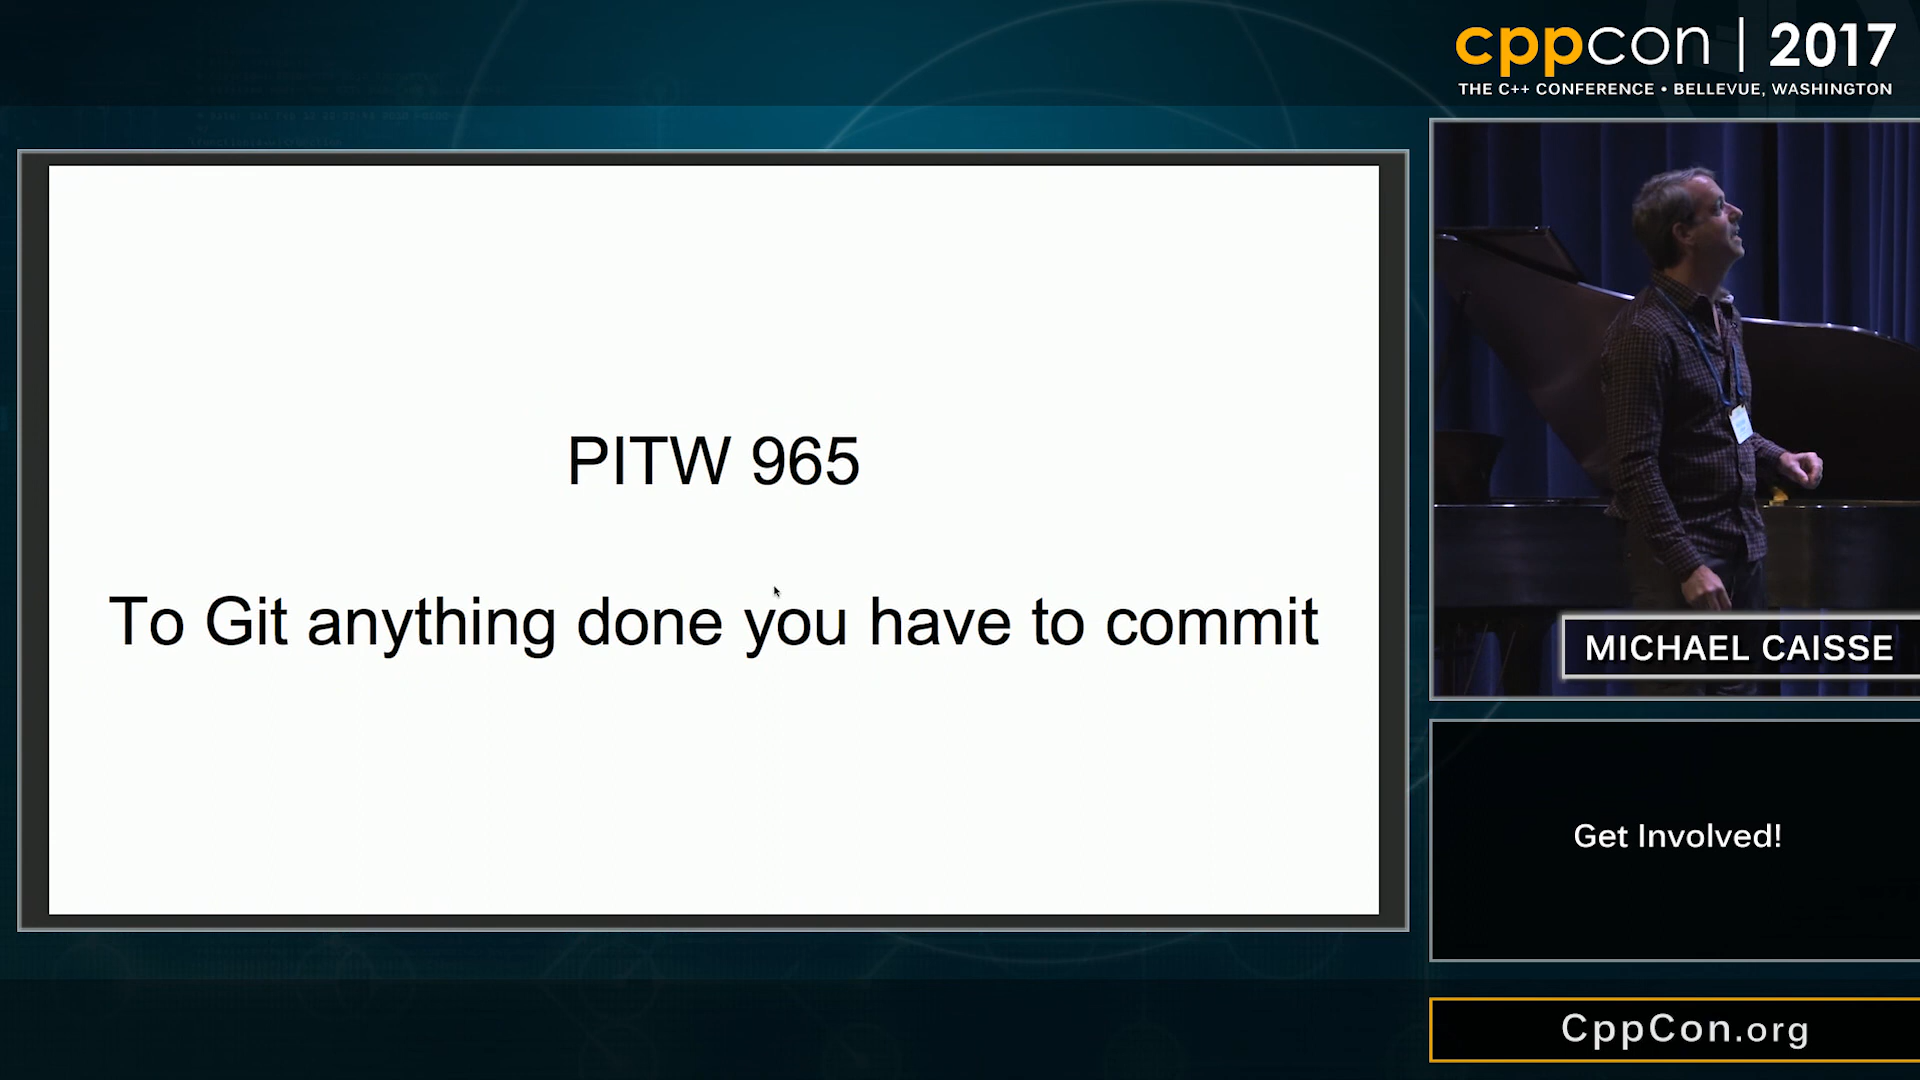 cppcon | 2017
THE C++ CONFERENCE • BELLEVUE, WASHINGTON
PITW 965
To Git anything done you have to commit
MICHAEL CAISSE
Get Involved!
CppCon.org